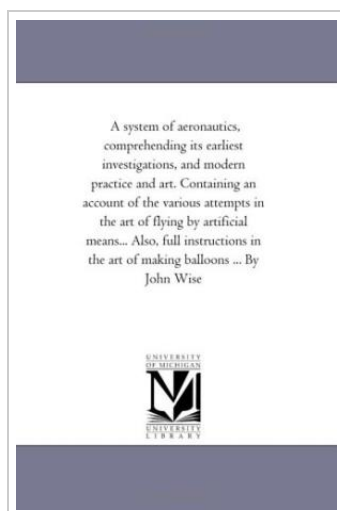 A system of aeronautics,
comprehending its earliest
investigations, and modern
practice and art. Containing an
account of the various attempts in
the art of flying by artificial
means... Also, full instructions in
the art of making balloons ... By
John Wise
UNIVERSITY
OF MICHIGAN
M
UNIVERSITY
LIBRARY